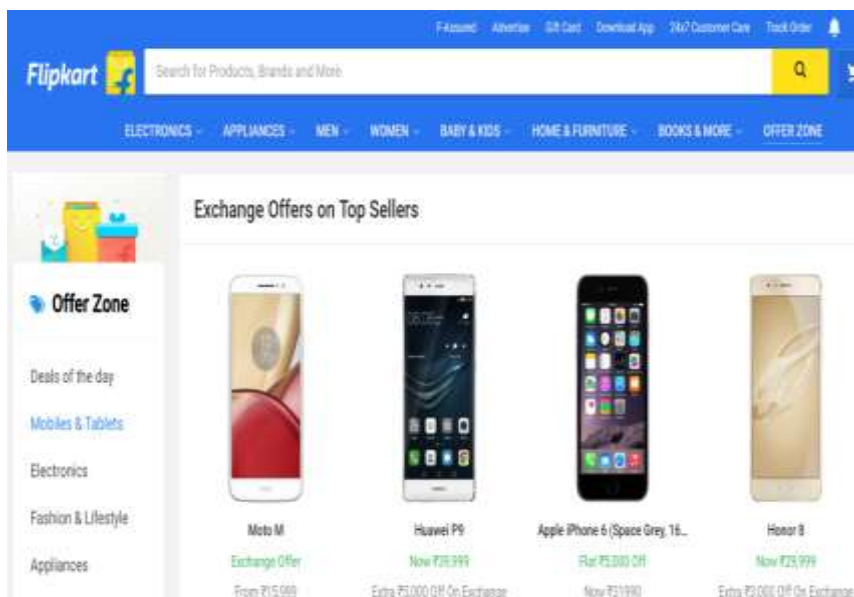 F-Assured Advertise Gift Card Download App 24x7 Customer Care Track Order
Flipkart
Search for Products, Brands and More
ELECTRONICS APPLIANCES MEN WOMEN BABY & KIDS HOME & FURNITURE BOOKS & MORE OFFER ZONE
Exchange Offers on Top Sellers
Offer Zone
Deals of the day
Mobiles & Tablets
Electronics
Fashion & Lifestyle
Appliances
Moto M
Exchange Offer
From ₹15,999
Huawei P9
Now ₹39,999
Extra ₹5,000 Off On Exchange
Apple iPhone 6 (Space Grey, 16...
Flat ₹5,000 Off
Now ₹31990
Honor 8
Now ₹29,999
Extra ₹3,000 Off On Exchange